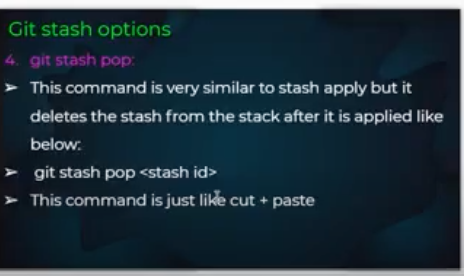 Git stash options
4. git stash pop:
➢ This command is very similar to stash apply but it
deletes the stash from the stack after it is applied like
below:
➢ git stash pop <stash id>
➢ This command is just like cut + paste